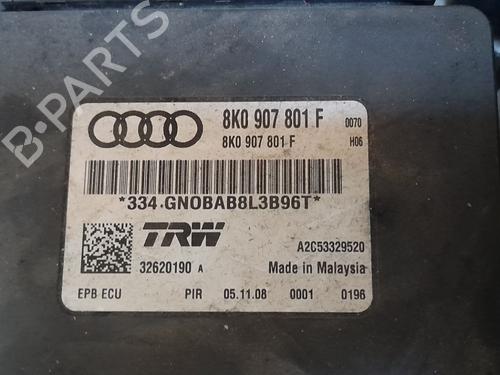 B-PARTS
8K0 907 801 F 0070
8K0 907 801 F H06
*334 GN0BAB8L3B96T*
TRW A2C53329520
32620190 A Made in Malaysia
EPB ECU PIR 05.11.08 0001 0196